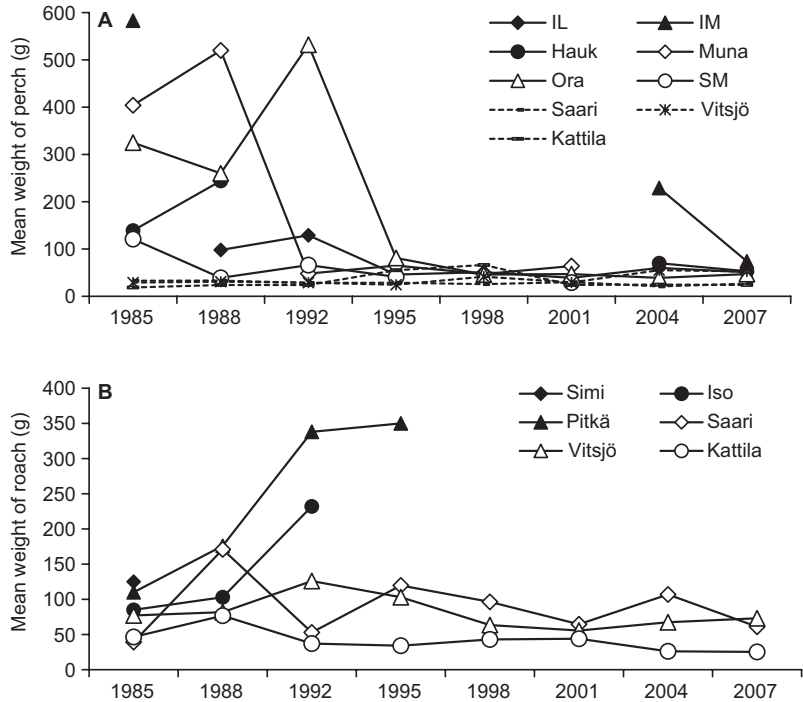 A
Mean weight of perch (g)
600
500
400
300
200
100
0
IL IM
Hauk Muna
Ora SM
Saari Vitsjö
Kattila
1985 1988 1992 1995 1998 2001 2004 2007
B
Mean weight of roach (g)
400
350
300
250
200
150
100
50
0
Simi Iso
Pitkä Saari
Vitsjö Kattila
1985 1988 1992 1995 1998 2001 2004 2007